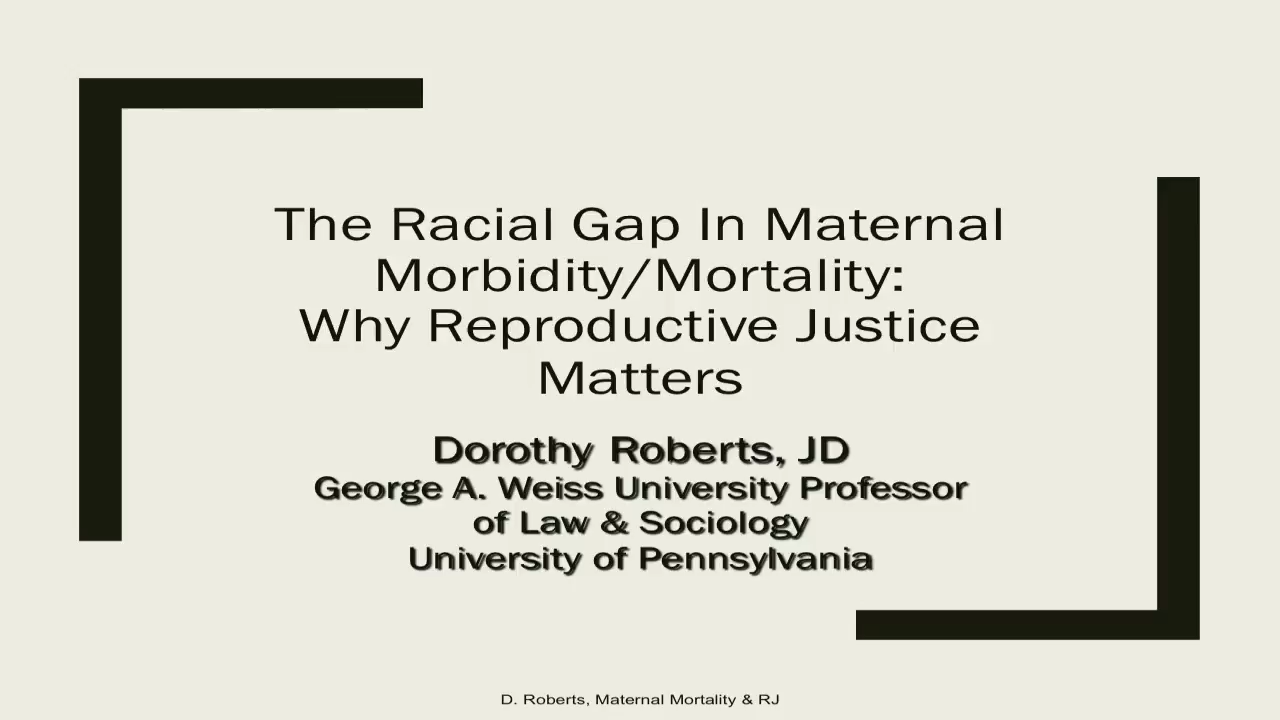 The Racial Gap In Maternal
Morbidity/Mortality:
Why Reproductive Justice
Matters
Dorothy Roberts, JD
George A. Weiss University Professor
of Law & Sociology
University of Pennsylvania
D. Roberts, Maternal Mortality & RJ